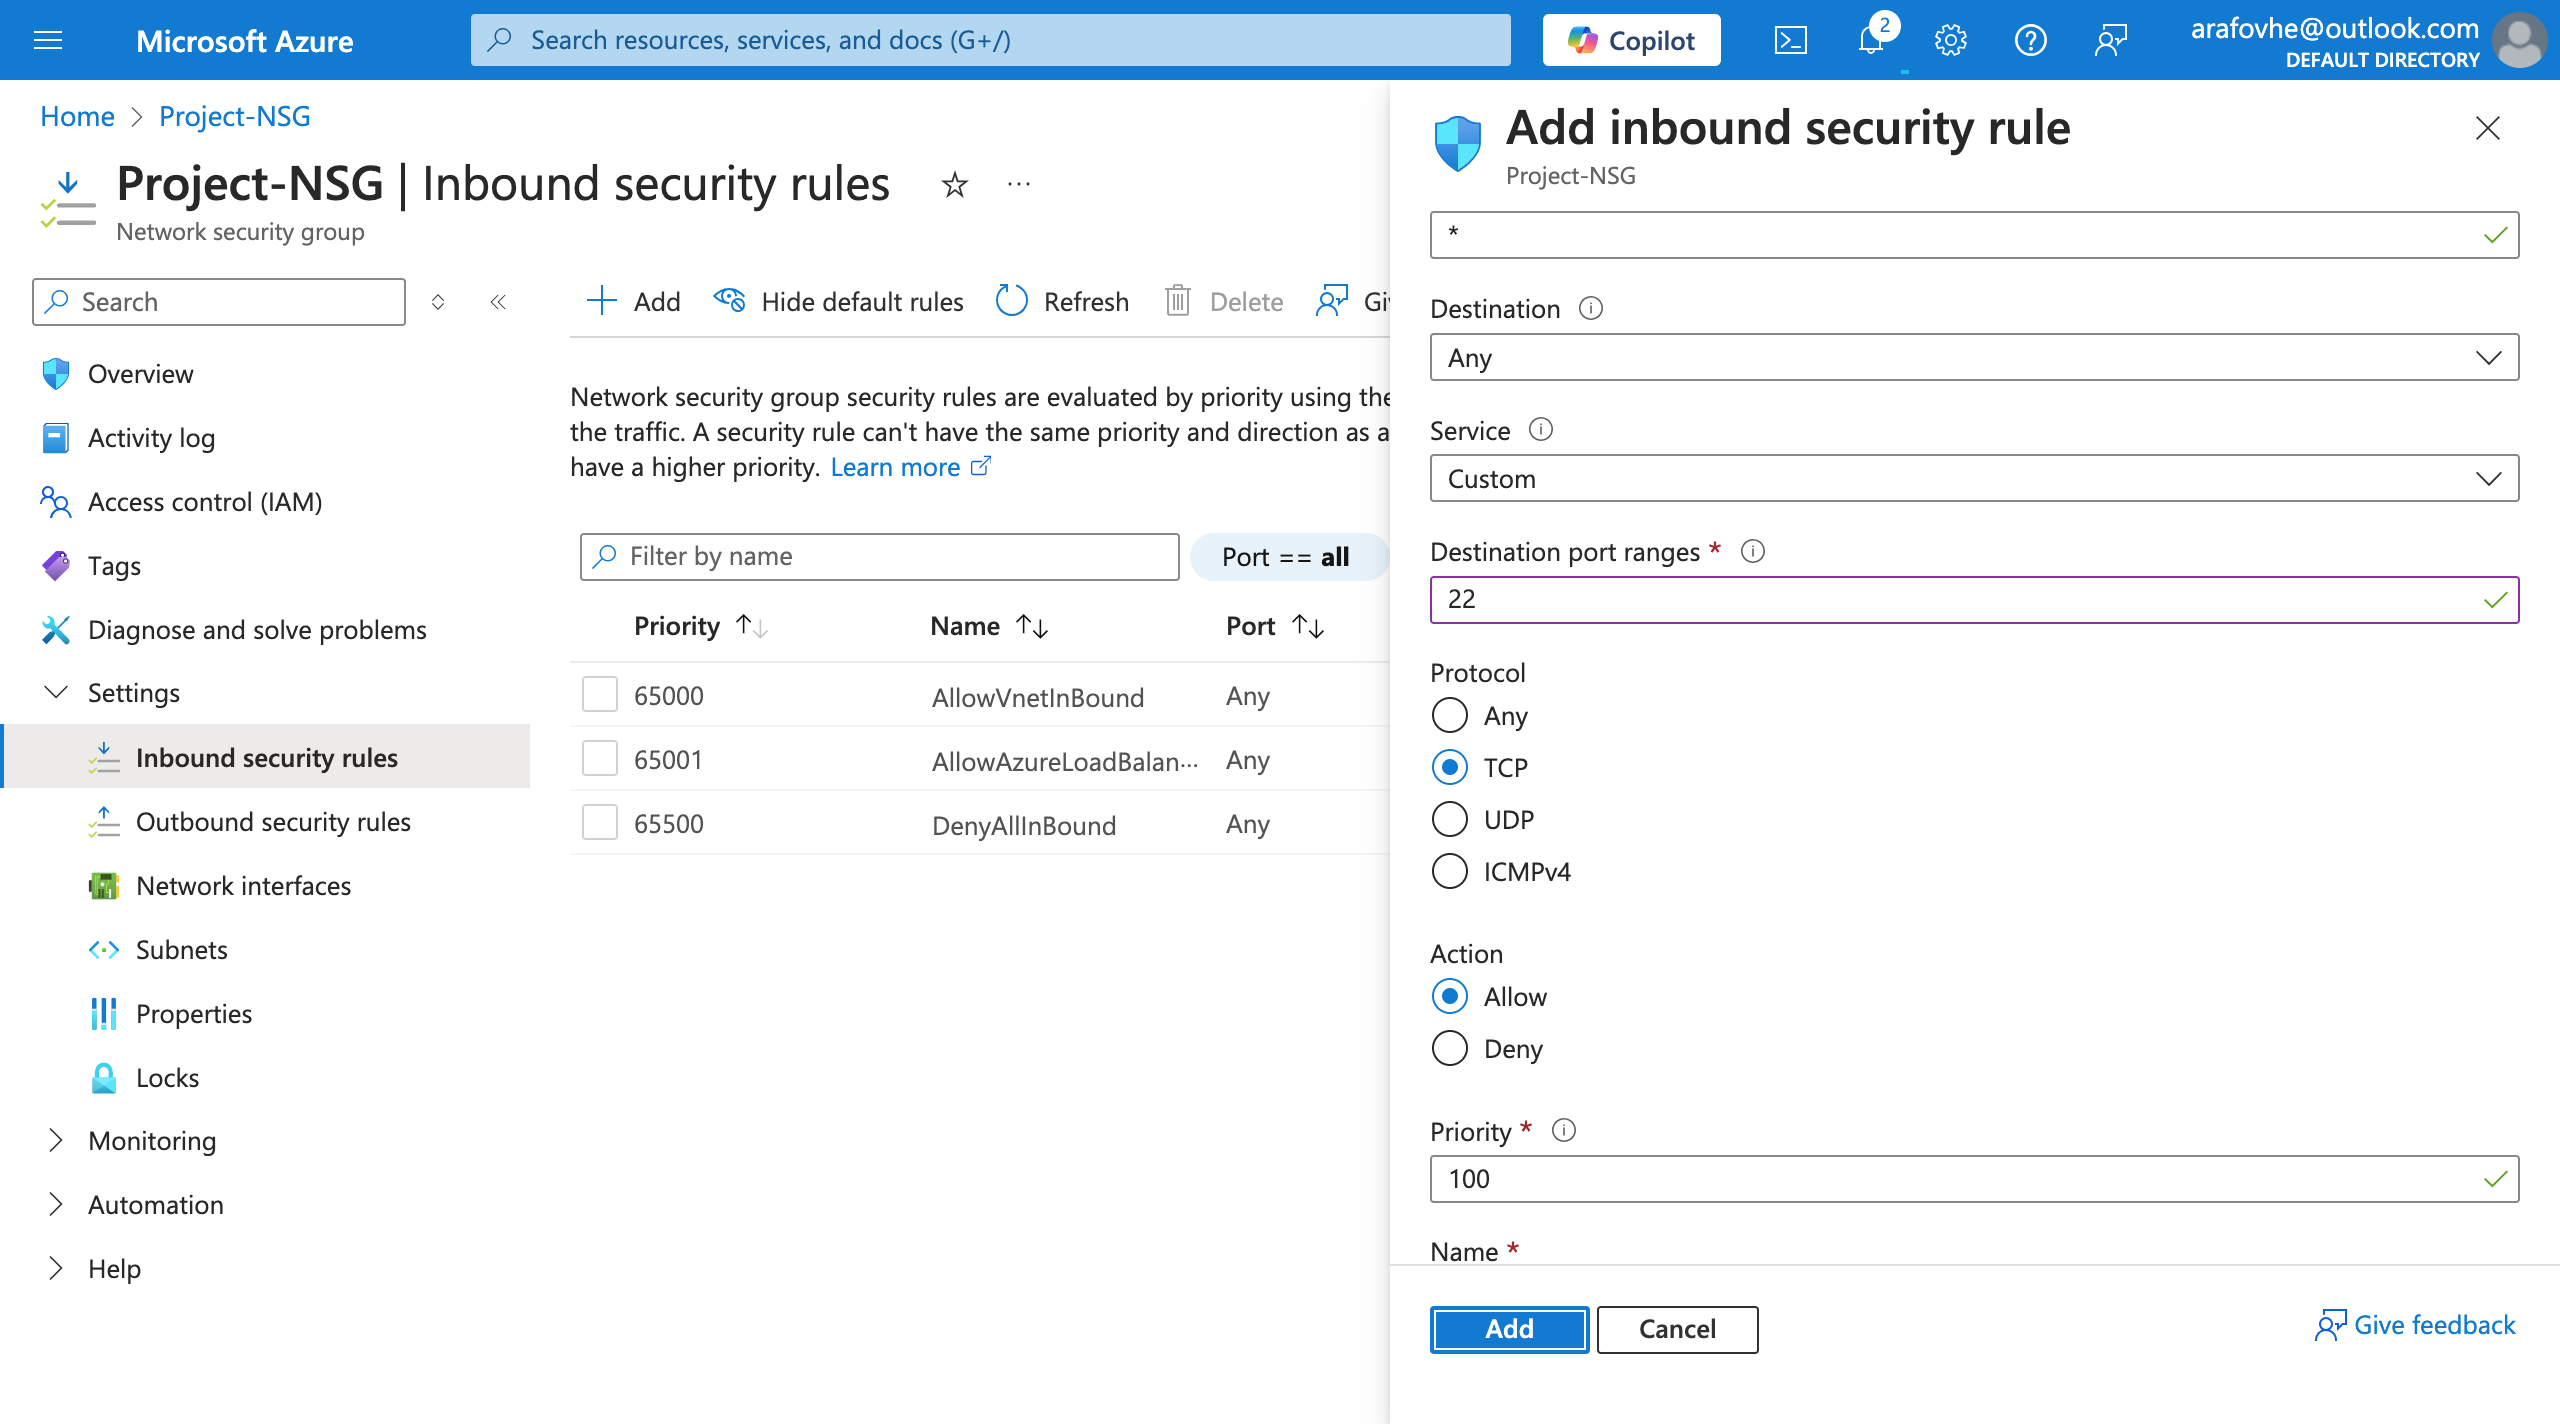 Microsoft Azure
Search resources, services, and docs (G+/)
Copilot
2
arafovhe@outlook.com
DEFAULT DIRECTORY
Home > Project-NSG
Project-NSG | Inbound security rules
Network security group
Search
Overview
Activity log
Access control (IAM)
Tags
Diagnose and solve problems
Settings
Inbound security rules
Outbound security rules
Network interfaces
Subnets
Properties
Locks
Monitoring
Automation
Help
Add Hide default rules Refresh Delete
Network security group security rules are evaluated by priority using the
the traffic. A security rule can't have the same priority and direction as a
have a higher priority. Learn more
Filter by name
Port == all
Priority Name Port
65000 AllowVnetInBound Any
65001 AllowAzureLoadBalan... Any
65500 DenyAllInBound Any
Add inbound security rule
Project-NSG
*
Destination
Any
Service
Custom
Destination port ranges *
22
Protocol
Any
TCP
UDP
ICMPv4
Action
Allow
Deny
Priority *
100
Name *
Add
Cancel
Give feedback